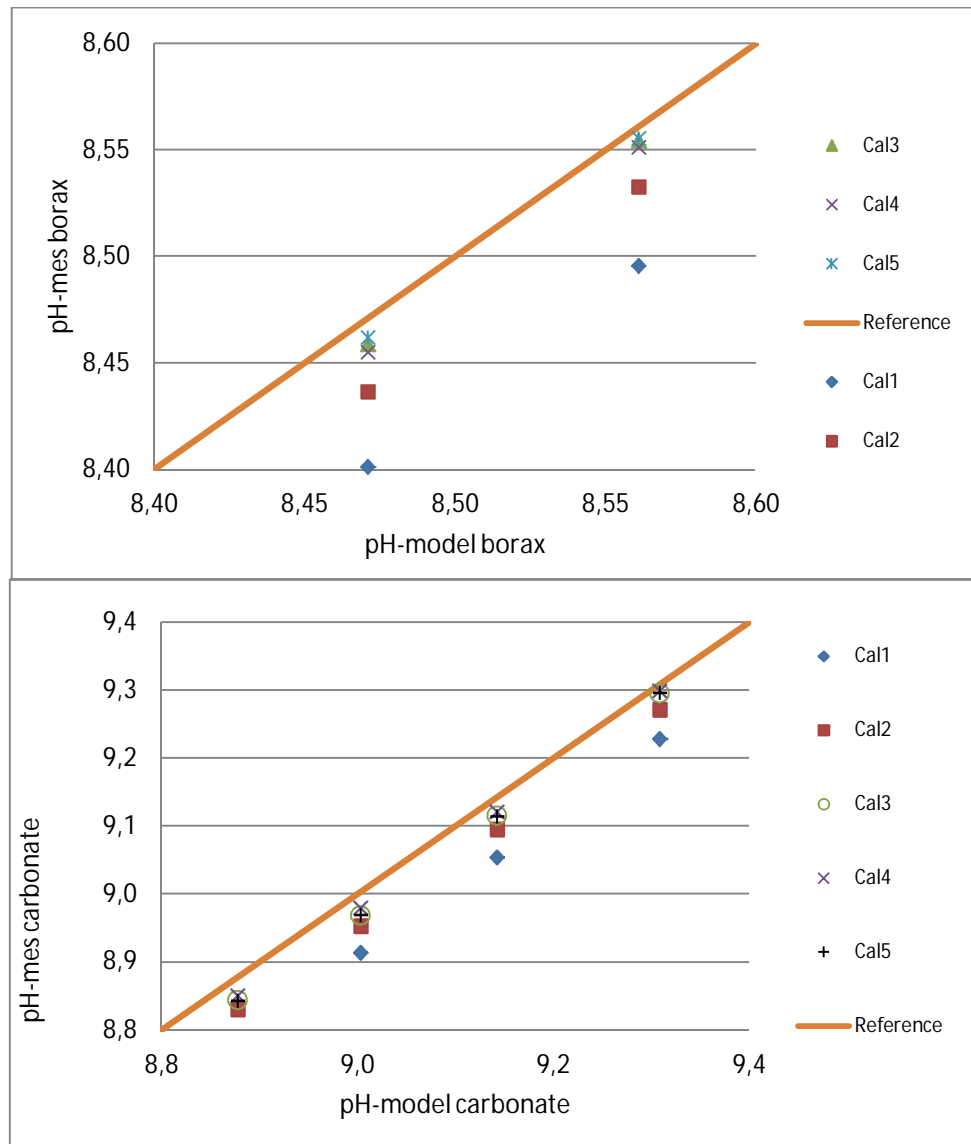 8,60
8,55
8,50
8,45
8,40
pH-mes borax
8,40 8,45 8,50 8,55 8,60
pH-model borax
Cal3
Cal4
Cal5
Reference
Cal1
Cal2
9,4
9,3
9,2
9,1
9,0
8,9
8,8
pH-mes carbonate
8,8 9,0 9,2 9,4
pH-model carbonate
Cal1
Cal2
Cal3
Cal4
Cal5
Reference